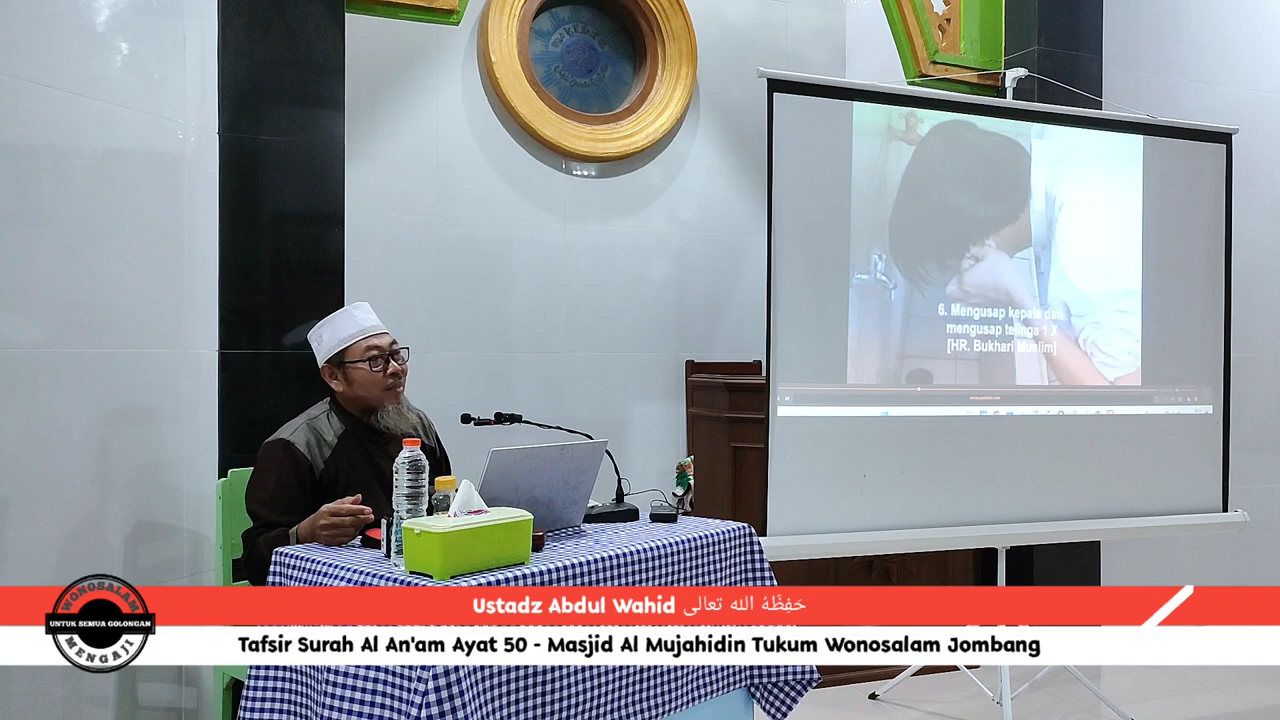 6. Mengusap kepala dan
mengusap telinga 1 X
[HR. Bukhari Muslim]
Ustadz Abdul Wahid حَفِظَهُ الله تعالى
Tafsir Surah Al An'am Ayat 50 - Masjid Al Mujahidin Tukum Wonosalam Jombang
WONOSALAM
UNTUK SEMUA GOLONGAN
MENGAJI